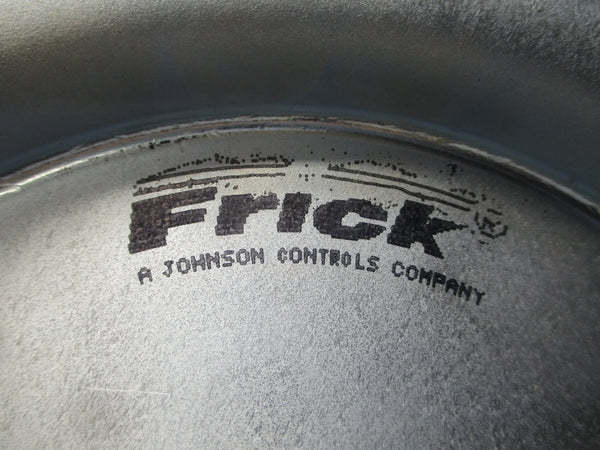 Frick ®
A JOHNSON CONTROLS COMPANY